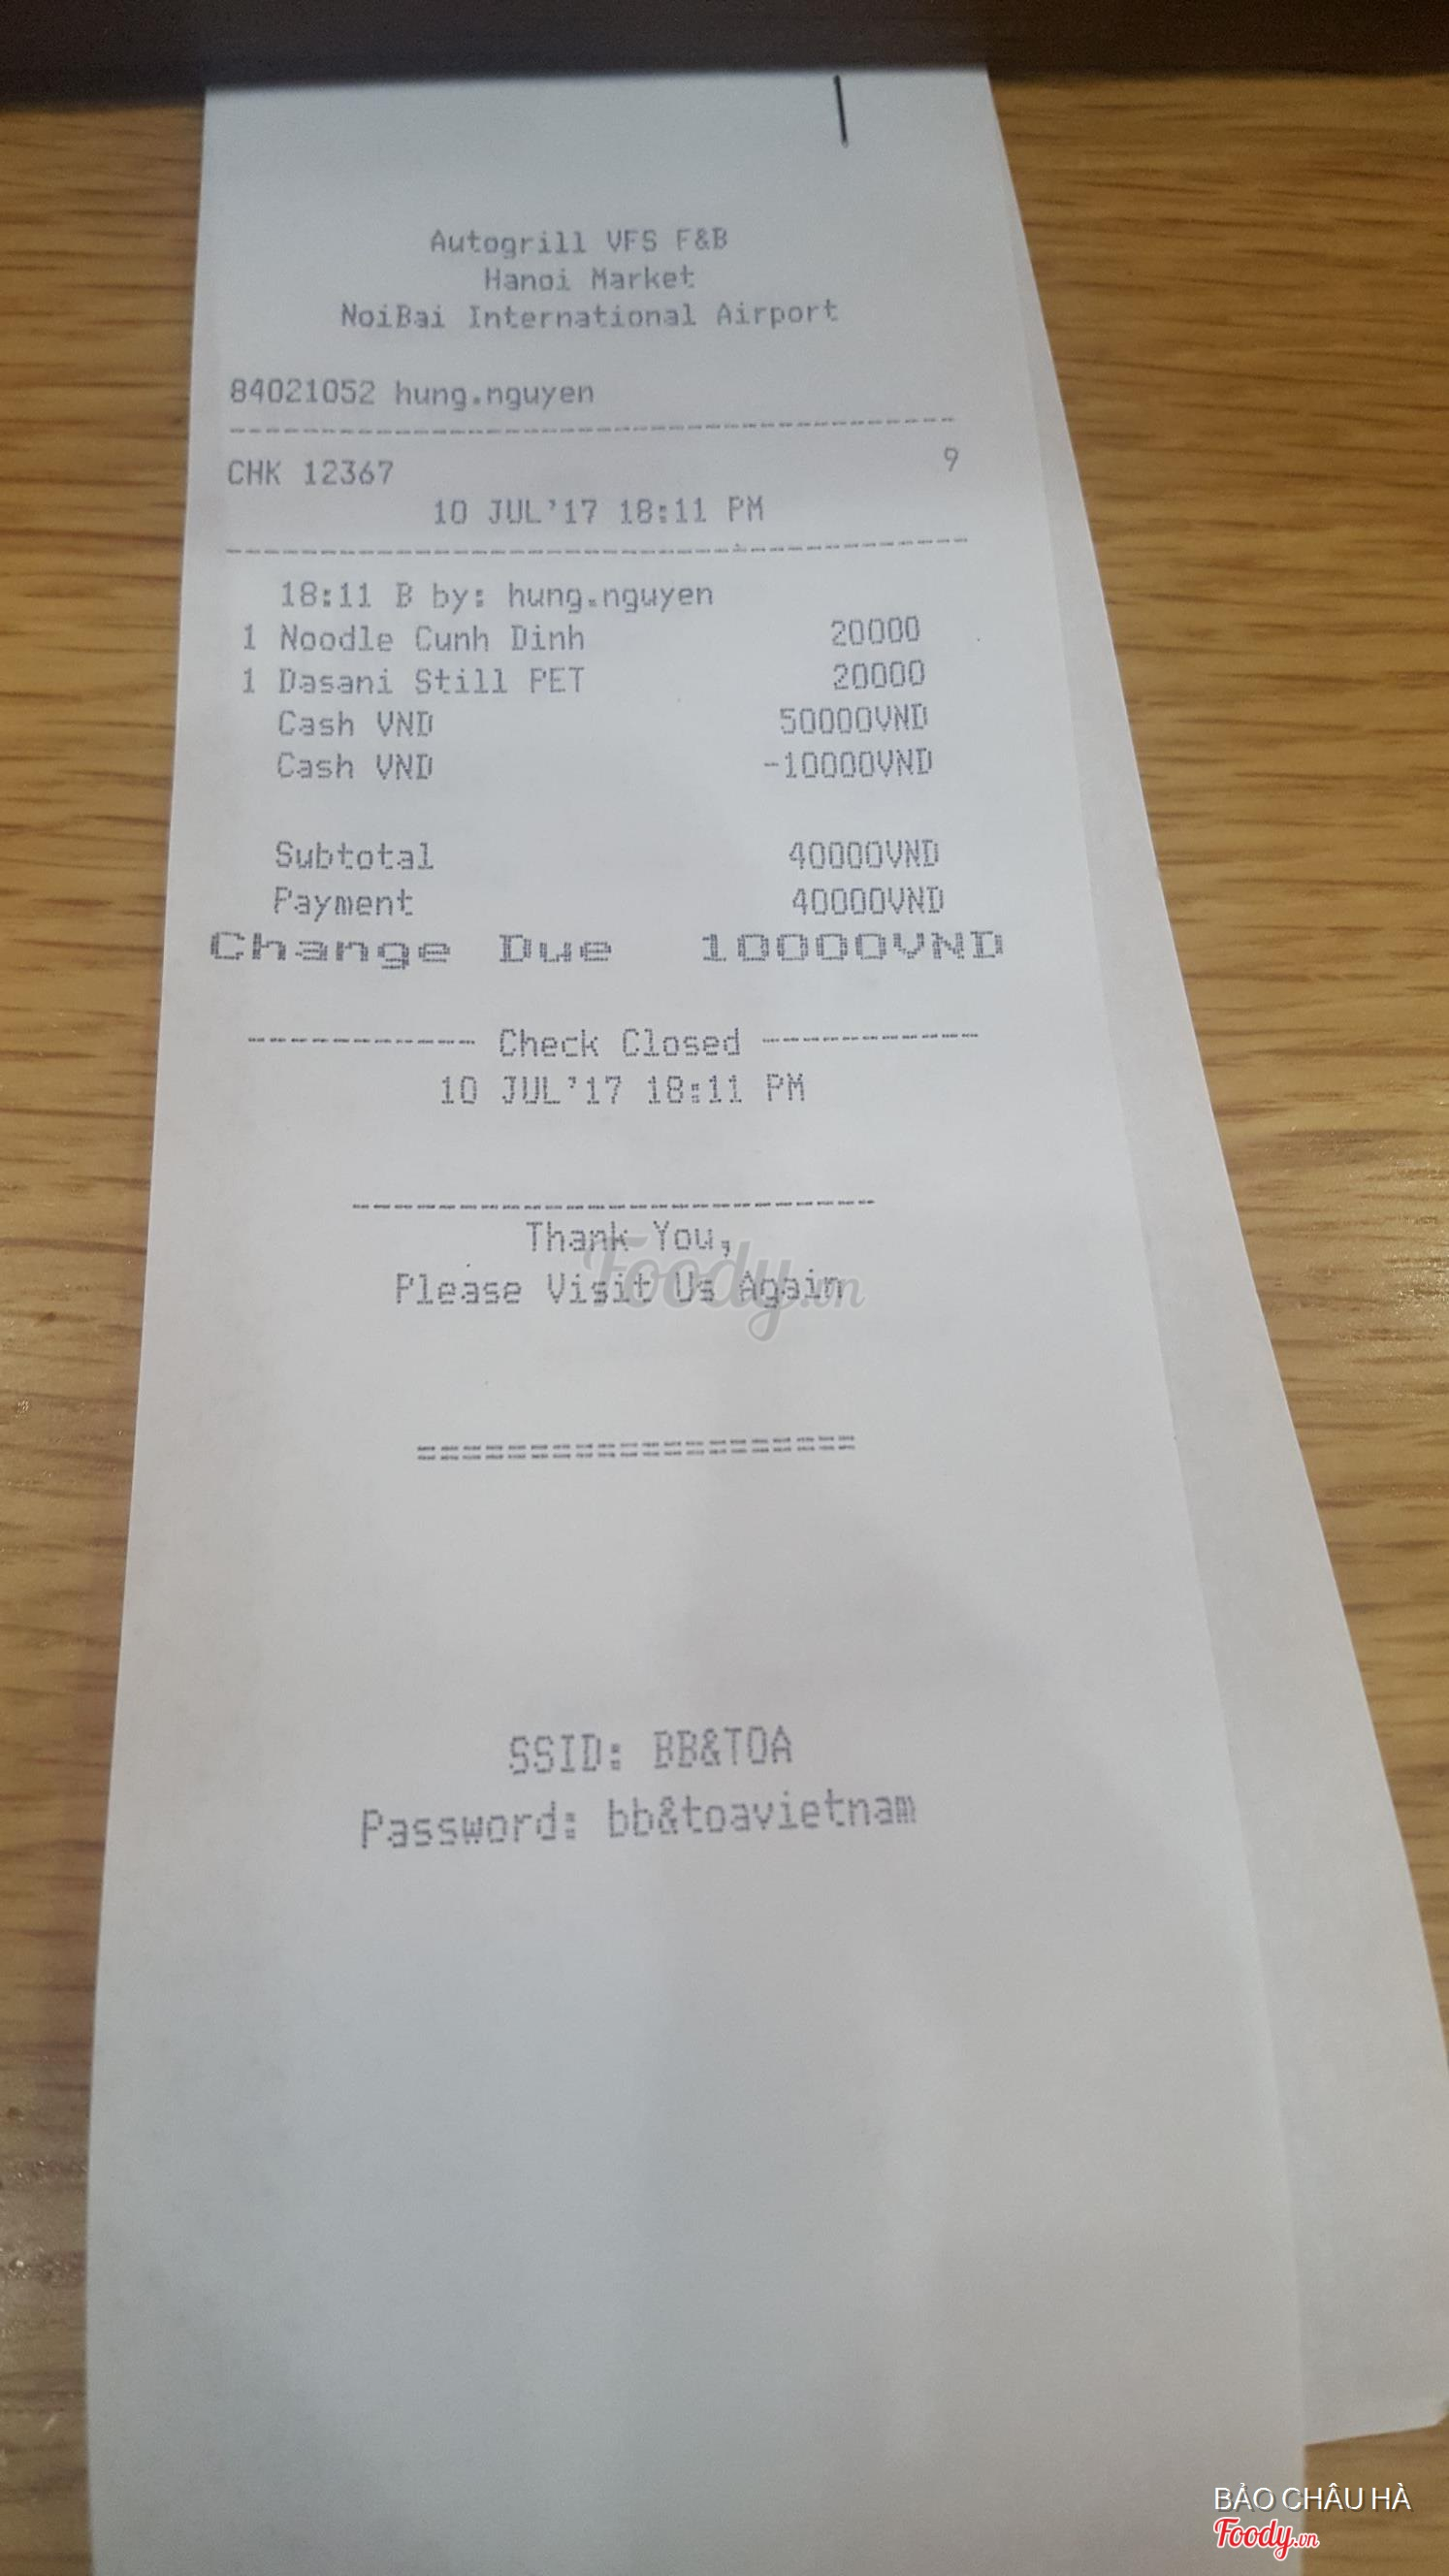 Autogrill VFS F&B
Hanoi Market
NoiBai International Airport
84021052 hung.nguyen
--------------------------------------
CHK 12367 9
10 JUL'17 18:11 PM
--------------------------------------
18:11 B by: hung.nguyen
1 Noodle Cunh Dinh 20000
1 Dasani Still PET 20000
Cash VND 50000VND
Cash VND -10000VND
Subtotal 40000VND
Payment 40000VND
Change Due 10000VND
------------ Check Closed ------------
10 JUL'17 18:11 PM
-------------------------
Thank You,
Please Visit Us Again
Foody.vn
====================
SSID: BB&TOA
Password: bb&toavietnam
BẢO CHÂU HÀ
Foody.vn